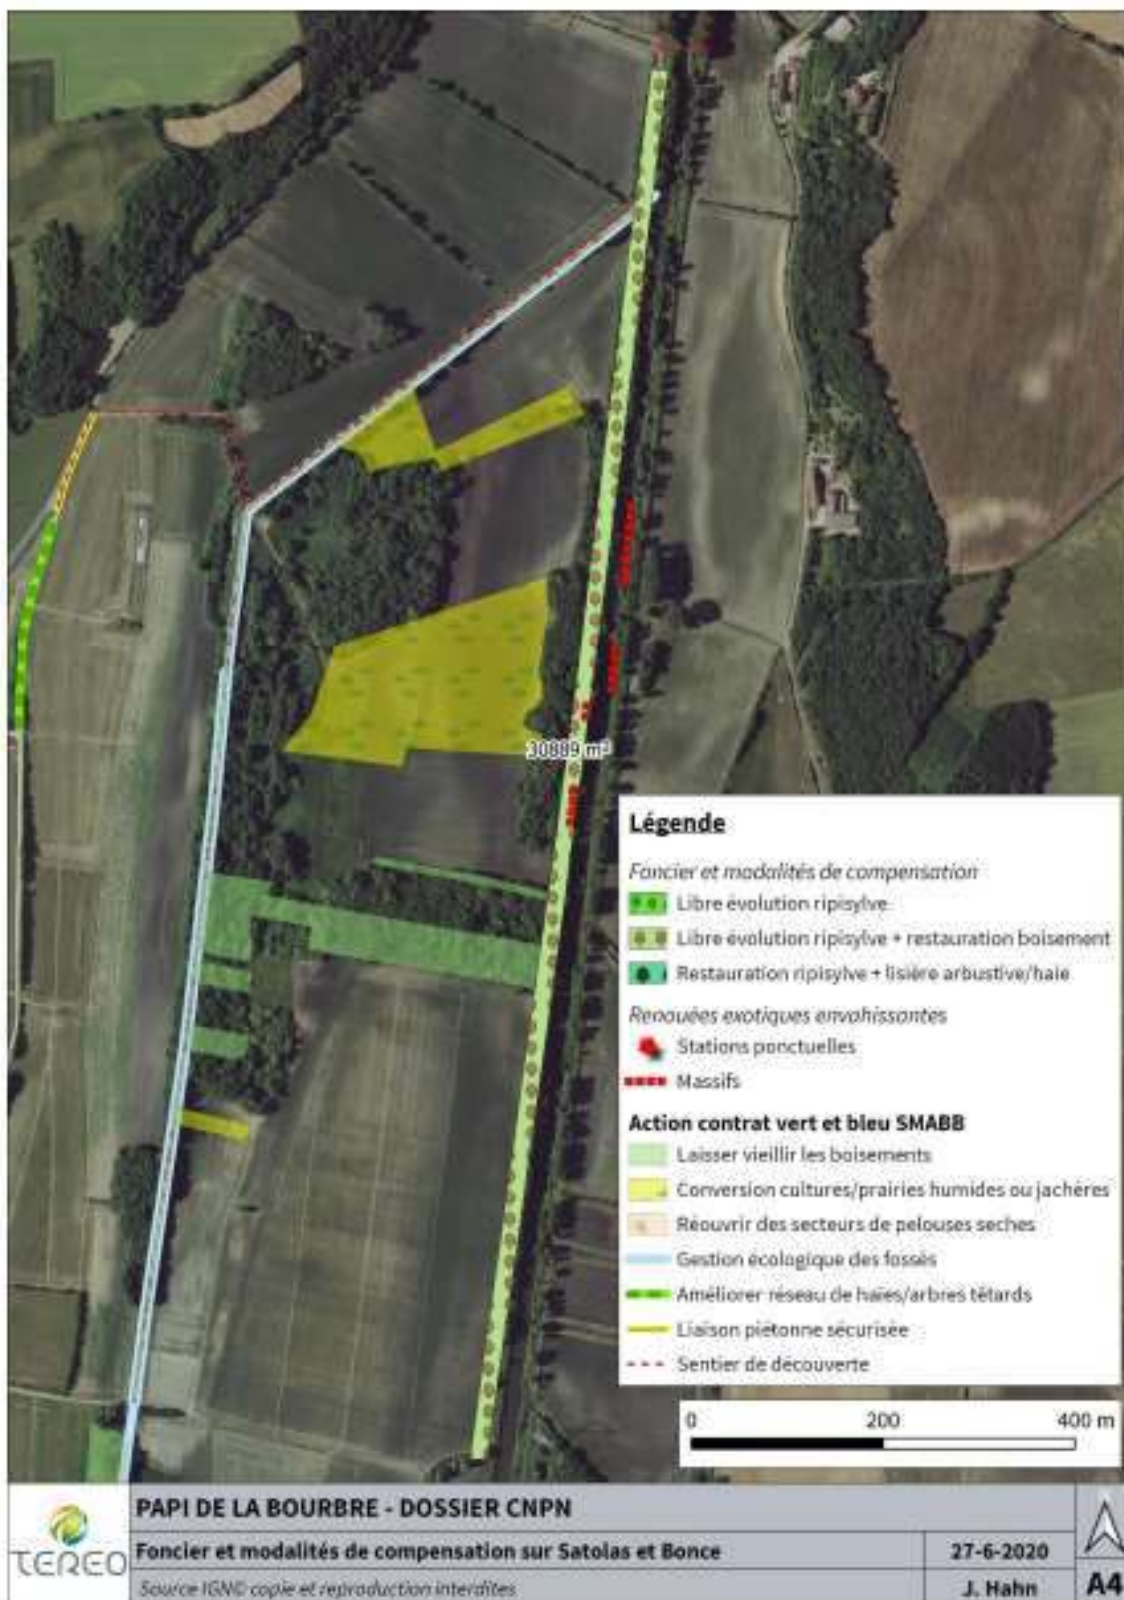 30889 m²
Légende
Foncier et modalités de compensation
Libre évolution ripisylve
Libre évolution ripisylve + restauration boisement
Restauration ripisylve + lisière arbustive/haie
Renouées exotiques envahissantes
Stations ponctuelles
Massifs
Action contrat vert et bleu SMABB
Laisser vieillir les boisements
Conversion cultures/prairies humides ou jachères
Réouvrir des secteurs de pelouses seches
Gestion écologique des fossés
Améliorer réseau de haies/arbres têtards
Liaison piétonne sécurisée
Sentier de découverte
0 200 400 m
TEREO
PAPI DE LA BOURBRE - DOSSIER CNPN
Foncier et modalités de compensation sur Satolas et Bonce
27-6-2020
Source IGN© copie et reproduction interdites
J. Hahn
A4